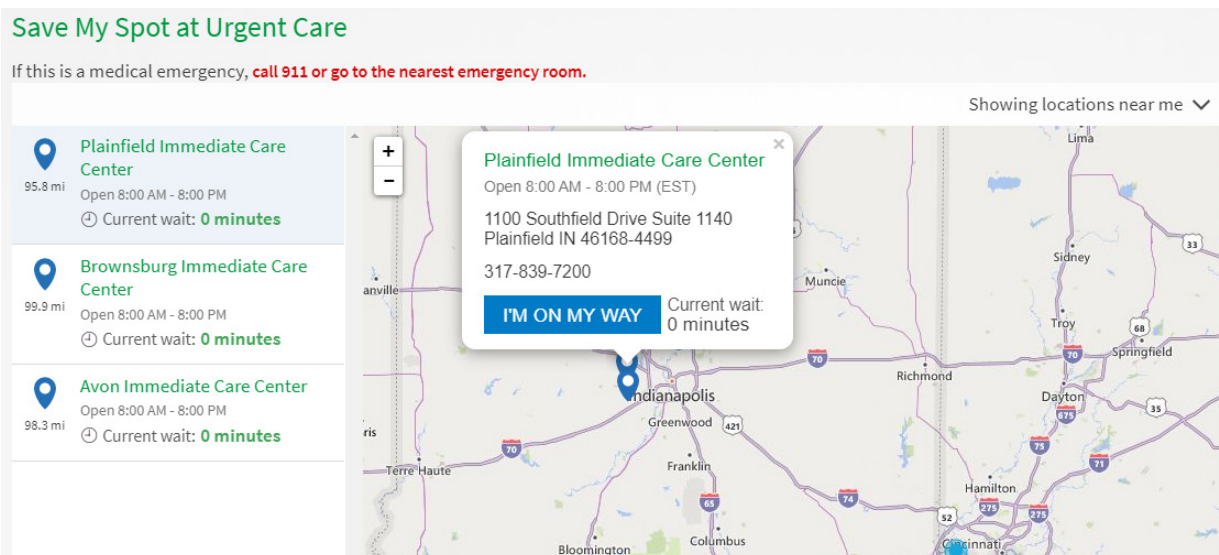 Save My Spot at Urgent Care
If this is a medical emergency, call 911 or go to the nearest emergency room.
Showing locations near me
Plainfield Immediate Care
Center
95.8 mi
Open 8:00 AM - 8:00 PM
Current wait: 0 minutes
Brownsburg Immediate Care
Center
99.9 mi
Open 8:00 AM - 8:00 PM
Current wait: 0 minutes
Avon Immediate Care Center
98.3 mi
Open 8:00 AM - 8:00 PM
Current wait: 0 minutes
+
−
×
Plainfield Immediate Care Center
Open 8:00 AM - 8:00 PM (EST)
1100 Southfield Drive Suite 1140
Plainfield IN 46168-4499
317-839-7200
I'M ON MY WAY
Current wait:
0 minutes
Lima
33
Sidney
anville
Muncie
Troy
68
70
Springfield
70
Richmond
Indianapolis
Dayton
35
675
Greenwood
421
ris
70
75
71
Terre Haute
Franklin
Hamilton
65
74
275
275
52
Cincinnati
Columbus
Bloomington